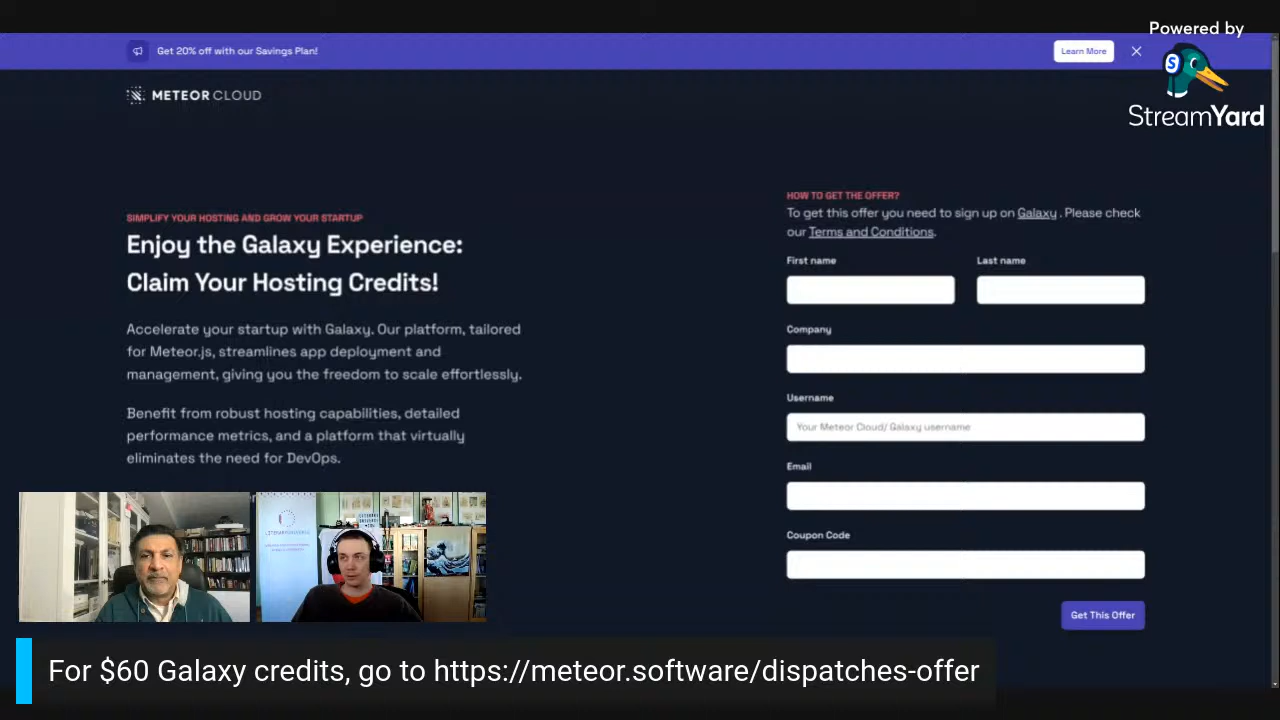 Powered by
StreamYard
Get 20% off with our Savings Plan!
Learn More
METEOR CLOUD
SIMPLIFY YOUR HOSTING AND GROW YOUR STARTUP
Enjoy the Galaxy Experience:
Claim Your Hosting Credits!
Accelerate your startup with Galaxy. Our platform, tailored
for Meteor.js, streamlines app deployment and
management, giving you the freedom to scale effortlessly.
Benefit from robust hosting capabilities, detailed
performance metrics, and a platform that virtually
eliminates the need for DevOps.
HOW TO GET THE OFFER?
To get this offer you need to sign up on Galaxy . Please check
our Terms and Conditions.
First name
Last name
Company
Username
Your Meteor Cloud/ Galaxy username
Email
Coupon Code
Get This Offer
For $60 Galaxy credits, go to https://meteor.software/dispatches-offer